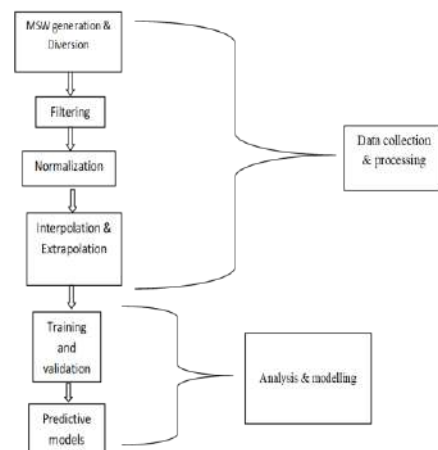 MSW generation &
Diversion
Filtering
Normalization
Interpolation &
Extrapolation
Training
and
validation
Predictive
models
Data collection
& processing
Analysis & modelling